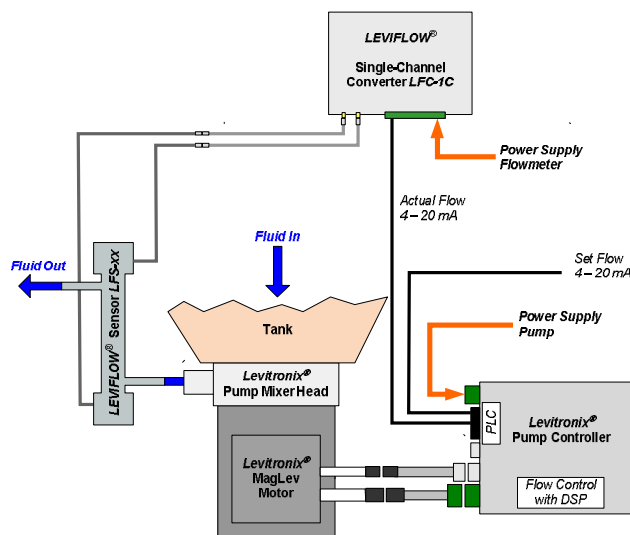 LEVIFLOW®
Single-Channel
Converter LFC-1C
Power Supply
Flowmeter
Actual Flow
4 – 20 mA
Fluid In
Set Flow
4 – 20 mA
Fluid Out
LEVIFLOW® Sensor LFS-xx
Tank
Power Supply
Pump
Levitronix®
Pump Mixer Head
PLC
Levitronix®
Pump Controller
Levitronix®
MagLev
Motor
Flow Control
with DSP